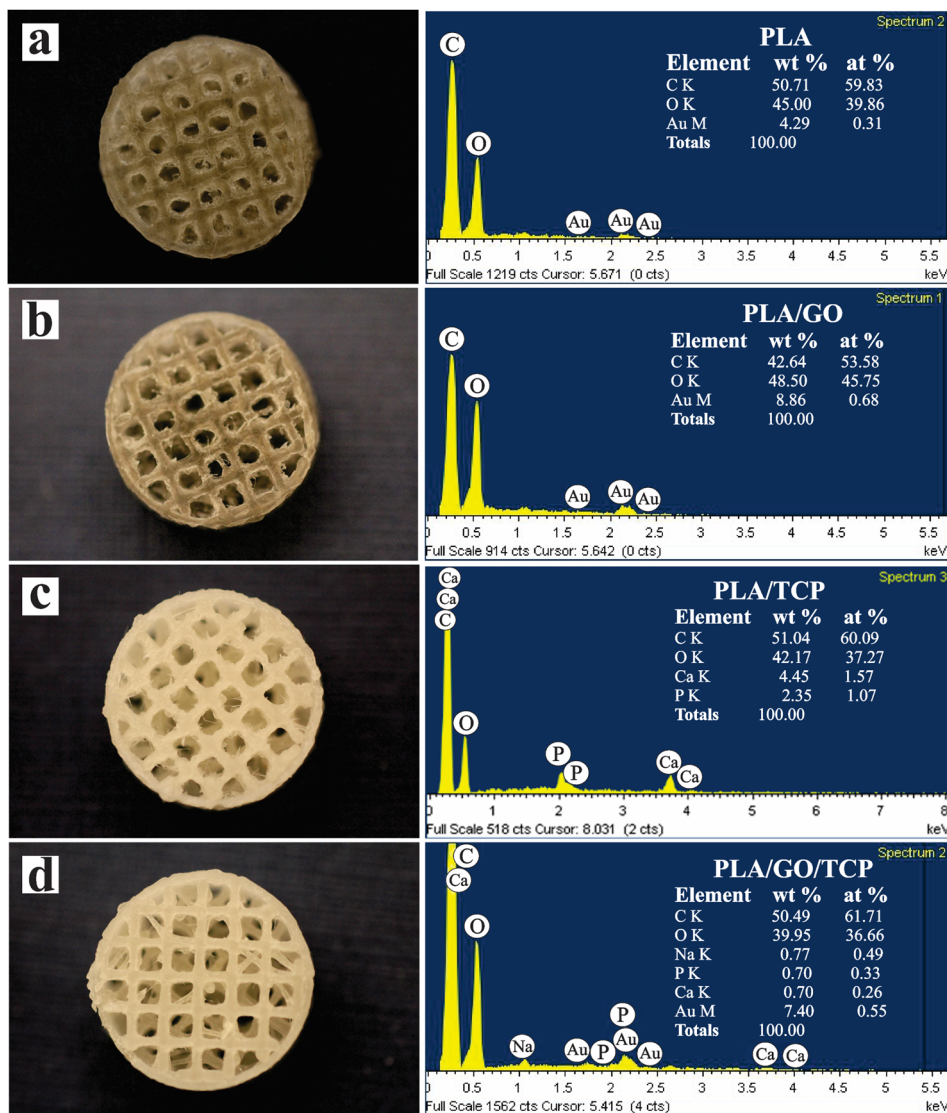 a
Spectrum 2
PLA
Element wt % at %
C K 50.71 59.83
O K 45.00 39.86
Au M 4.29 0.31
Totals 100.00
C
O
Au Au Au
0 0.5 1 1.5 2 2.5 3 3.5 4 4.5 5 5.5
Full Scale 1219 cts Cursor: 5.671 (0 cts) keV
b
Spectrum 1
PLA/GO
Element wt % at %
C K 42.64 53.58
O K 48.50 45.75
Au M 8.86 0.68
Totals 100.00
C
O
Au Au Au
0 0.5 1 1.5 2 2.5 3 3.5 4 4.5 5 5.5
Full Scale 914 cts Cursor: 5.642 (0 cts) keV
c
Spectrum 3
PLA/TCP
Element wt % at %
C K 51.04 60.09
O K 42.17 37.27
Ca K 4.45 1.57
P K 2.35 1.07
Totals 100.00
Ca
Ca
C
O
P P Ca Ca
0 1 2 3 4 5 6 7 8
Full Scale 518 cts Cursor: 8.031 (2 cts) keV
d
Spectrum 2
PLA/GO/TCP
Element wt % at %
C K 50.49 61.71
O K 39.95 36.66
Na K 0.77 0.49
P K 0.70 0.33
Ca K 0.70 0.26
Au M 7.40 0.55
Totals 100.00
C
Ca
O
P
Na Au P Au Au Ca Ca
0 0.5 1 1.5 2 2.5 3 3.5 4 4.5 5 5.5
Full Scale 1562 cts Cursor: 5.415 (4 cts) keV